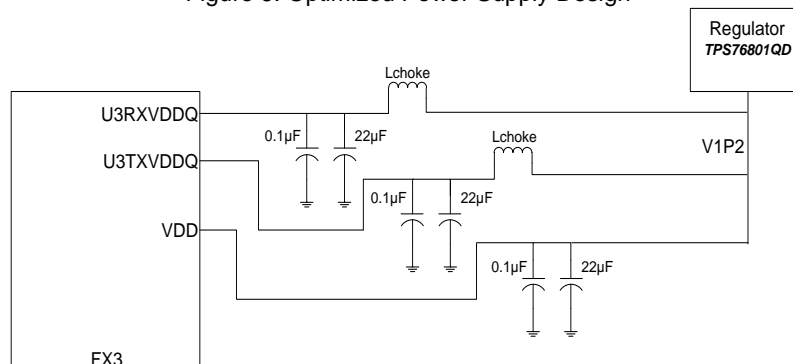 Figure Optimized Power Supply Design
Regulator
TPS76801QD
Lchoke
U3RXVDDQ
0.1µF
22µF
Lchoke
V1P2
U3TXVDDQ
0.1µF
22µF
VDD
0.1µF
22µF
FX3